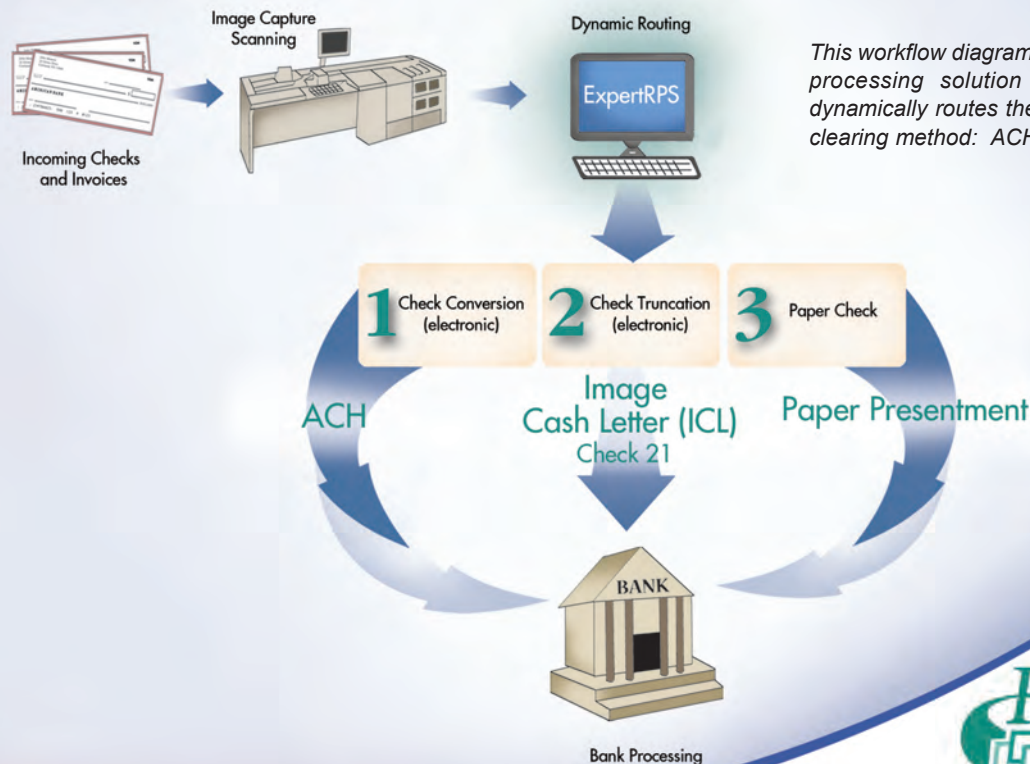 Image Capture
Scanning
Dynamic Routing
ExpertRPS
Incoming Checks
and Invoices
This workflow diagram
processing solution
dynamically routes the
clearing method: ACH
1 Check Conversion
(electronic)
2 Check Truncation
(electronic)
3 Paper Check
ACH
Image
Cash Letter (ICL)
Check 21
Paper Presentment
BANK
Bank Processing